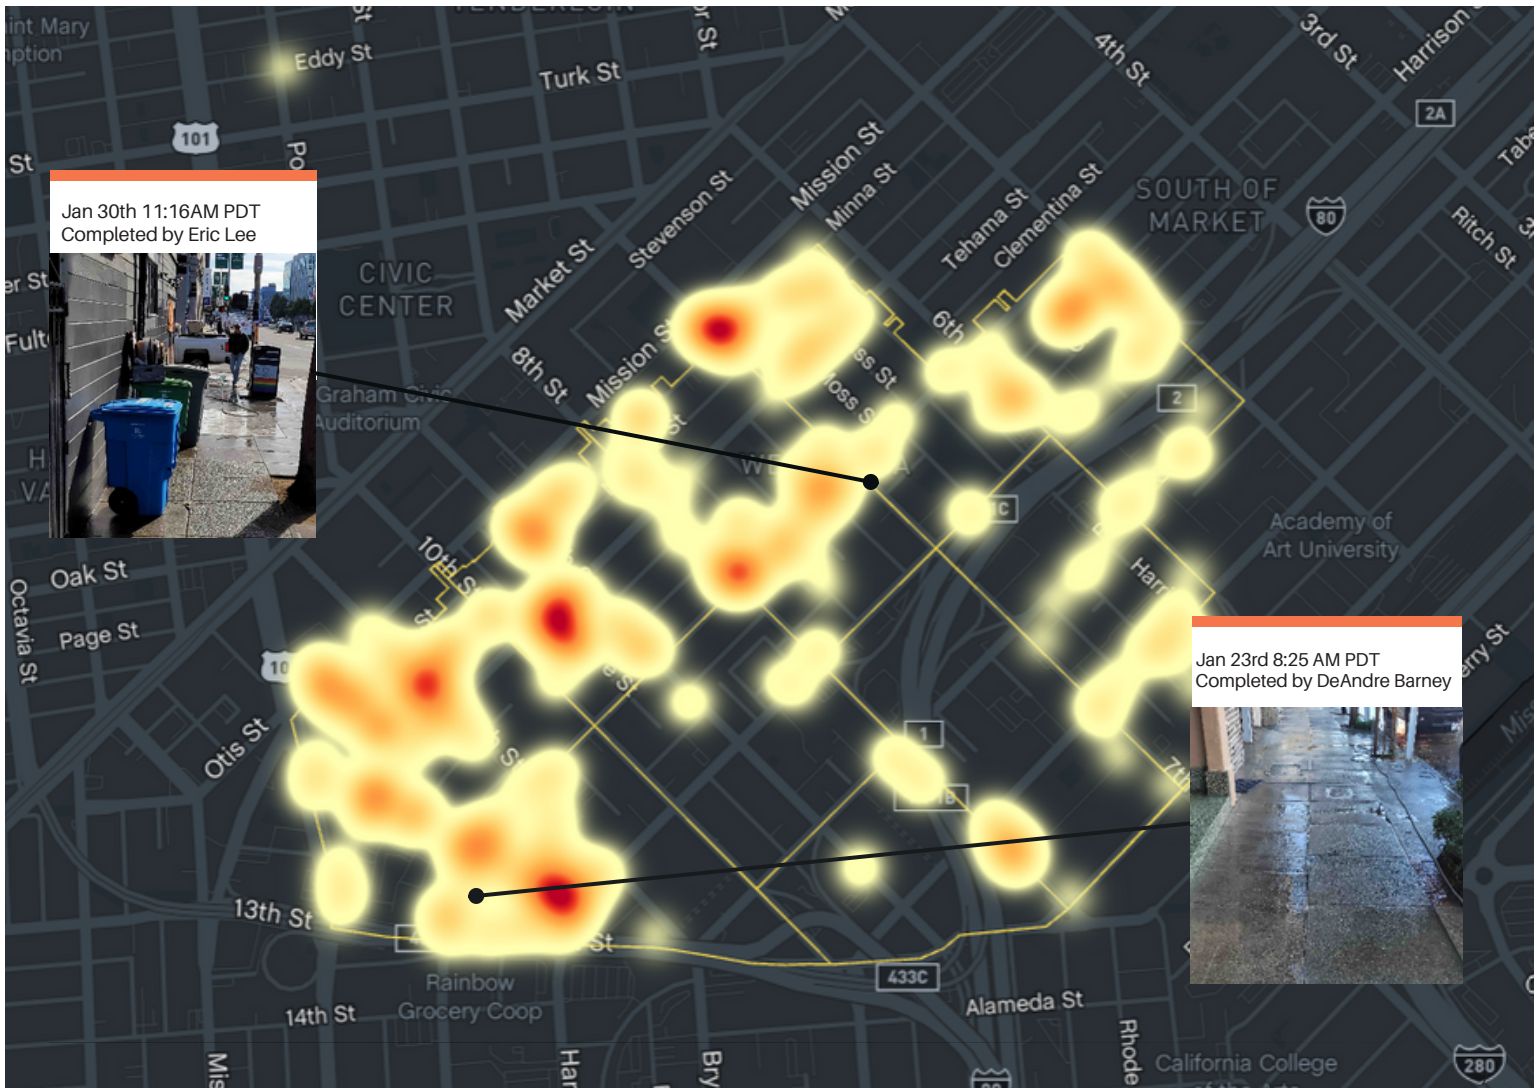 Eddy St
Turk St
4th St
3rd St
101
2A
St
Mission St
Minna St
Stevenson St
Tehama St
Clementina St
SOUTH OF
MARKET
80
Ritch St
Jan 30th 11:16AM PDT
Completed by Eric Lee
CIVIC
CENTER
Market St
6th
8th St
Mission St
Graham Civic
Auditorium
2
Academy of
Art University
10th St
Oak St
Octavia St
Page St
Otis St
St
1
Jan 23rd 8:25 AM PDT
Completed by DeAndre Barney
13th St
St
Rainbow
Grocery Coop
433C
14th St
Alameda St
California College
280